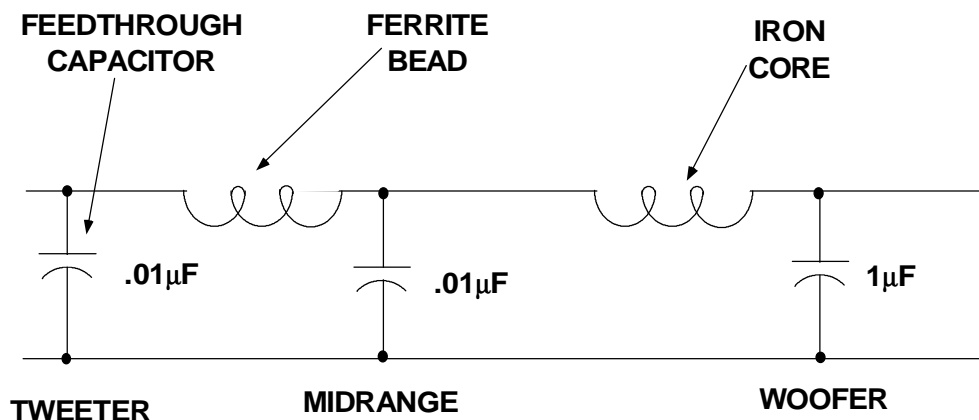 FEEDTHROUGH
CAPACITOR
FERRITE
BEAD
IRON
CORE
.01µF
.01µF
1µF
TWEETER
MIDRANGE
WOOFER